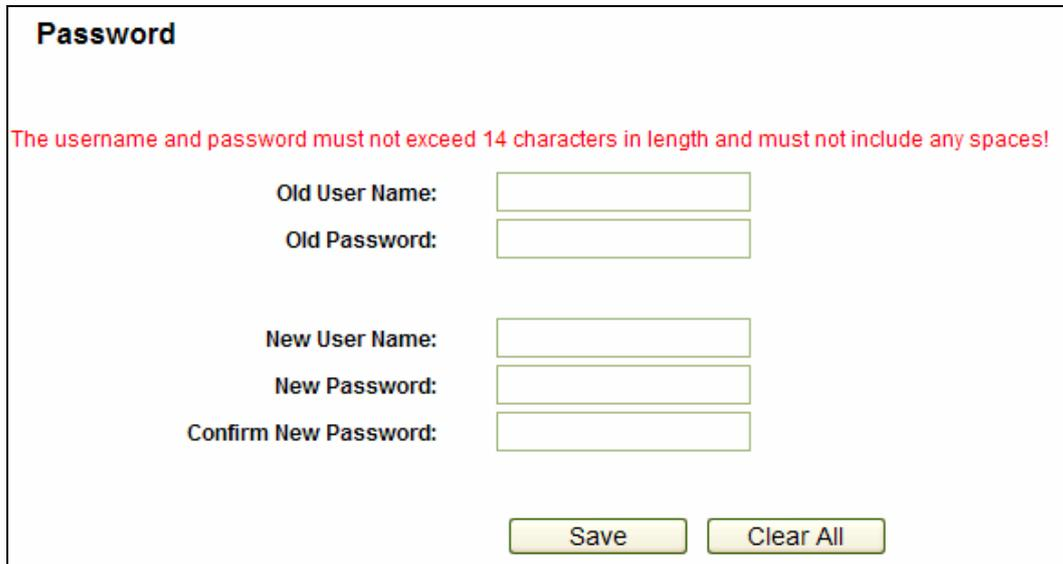 Password
The username and password must not exceed 14 characters in length and must not include any spaces!
Old User Name:
Old Password:
New User Name:
New Password:
Confirm New Password:
Save Clear All